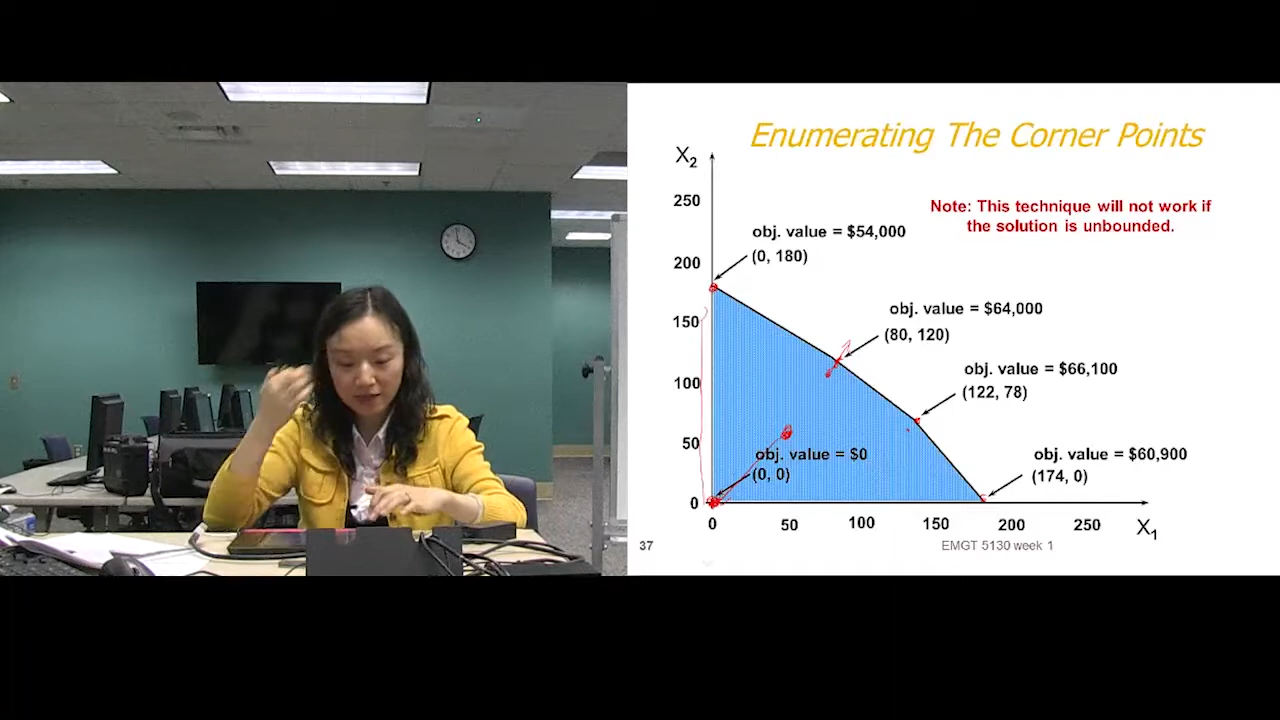 Enumerating The Corner Points
X2
250
Note: This technique will not work if
the solution is unbounded.
obj. value = $54,000
(0, 180)
200
obj. value = $64,000
(80, 120)
150
obj. value = $66,100
(122, 78)
100
50
obj. value = $0
(0, 0)
obj. value = $60,900
(174, 0)
0
0
50
100
150
200
250
X1
37
EMGT 5130 week 1